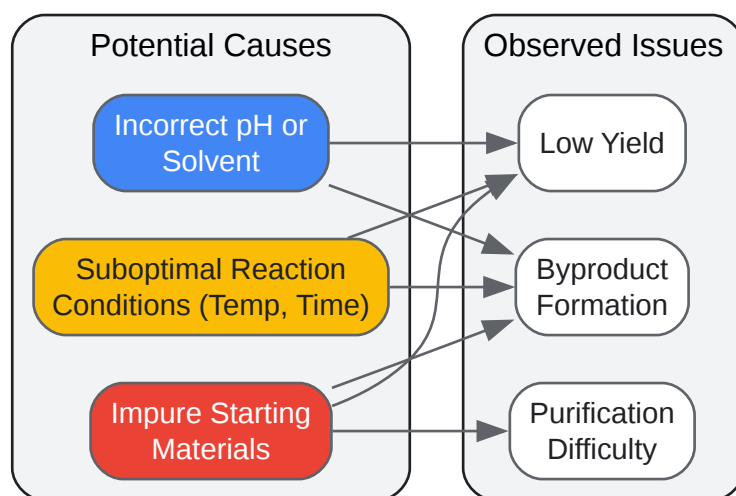 Potential Causes
Incorrect pH or
Solvent
Suboptimal Reaction
Conditions (Temp, Time)
Impure Starting
Materials
Observed Issues
Low Yield
Byproduct
Formation
Purification
Difficulty